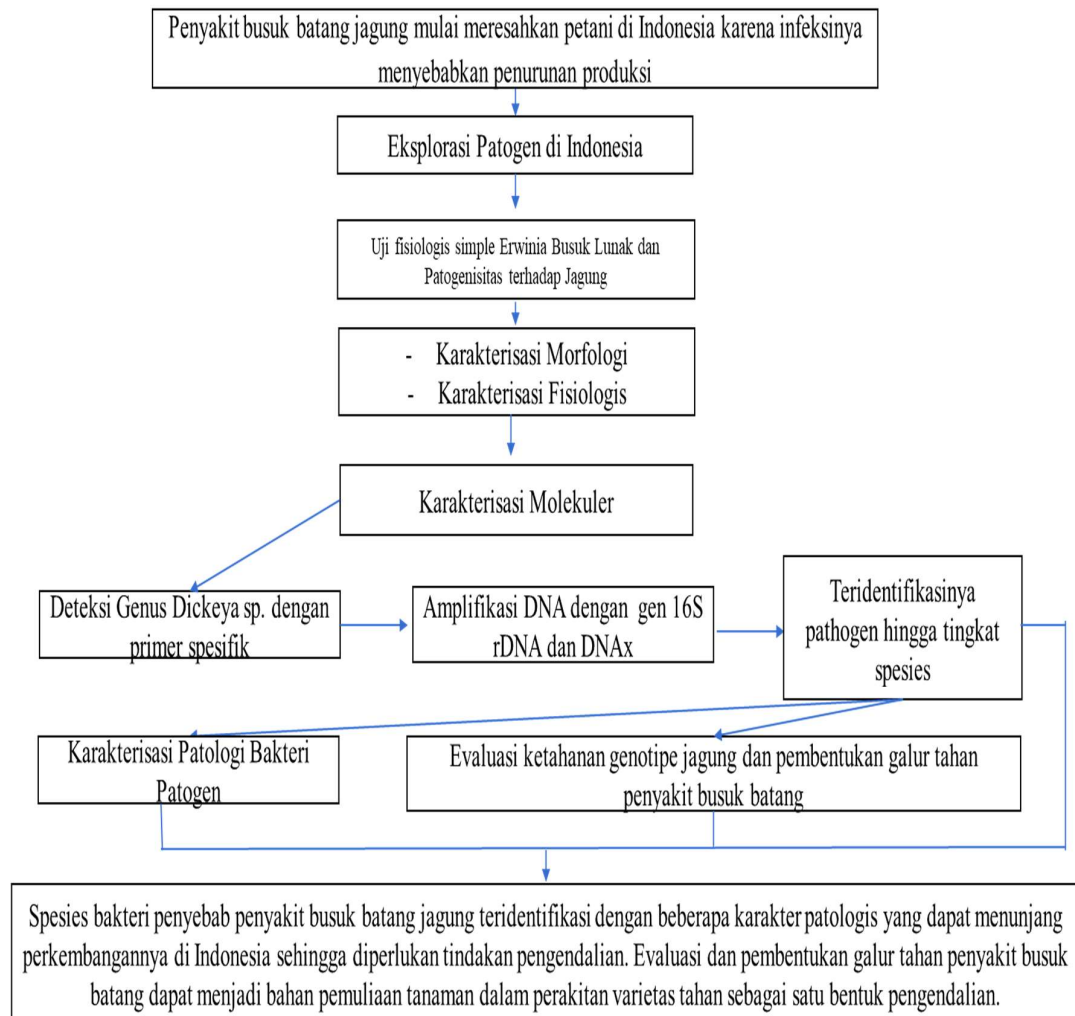 Penyakit busuk batang jagung mulai meresahkan petani di Indonesia karena infeksinya
menyebabkan penurunan produksi
Eksplorasi Patogen di Indonesia
Uji fisiologis simple Erwinia Busuk Lunak dan
Patogenisitas terhadap Jagung
- Karakterisasi Morfologi
- Karakterisasi Fisiologis
Karakterisasi Molekuler
Deteksi Genus Dickeya sp. dengan
primer spesifik
Amplifikasi DNA dengan gen 16S
rDNA dan DNAx
Teridentifikasinya
pathogen hingga tingkat
spesies
Karakterisasi Patologi Bakteri
Patogen
Evaluasi ketahanan genotipe jagung dan pembentukan galur tahan
penyakit busuk batang
Spesies bakteri penyebab penyakit busuk batang jagung teridentifikasi dengan beberapa karakter patologis yang dapat menunjang
perkembangannya di Indonesia sehingga diperlukan tindakan pengendalian. Evaluasi dan pembentukan galur tahan penyakit busuk
batang dapat menjadi bahan pemuliaan tanaman dalam perakitan varietas tahan sebagai satu bentuk pengendalian.